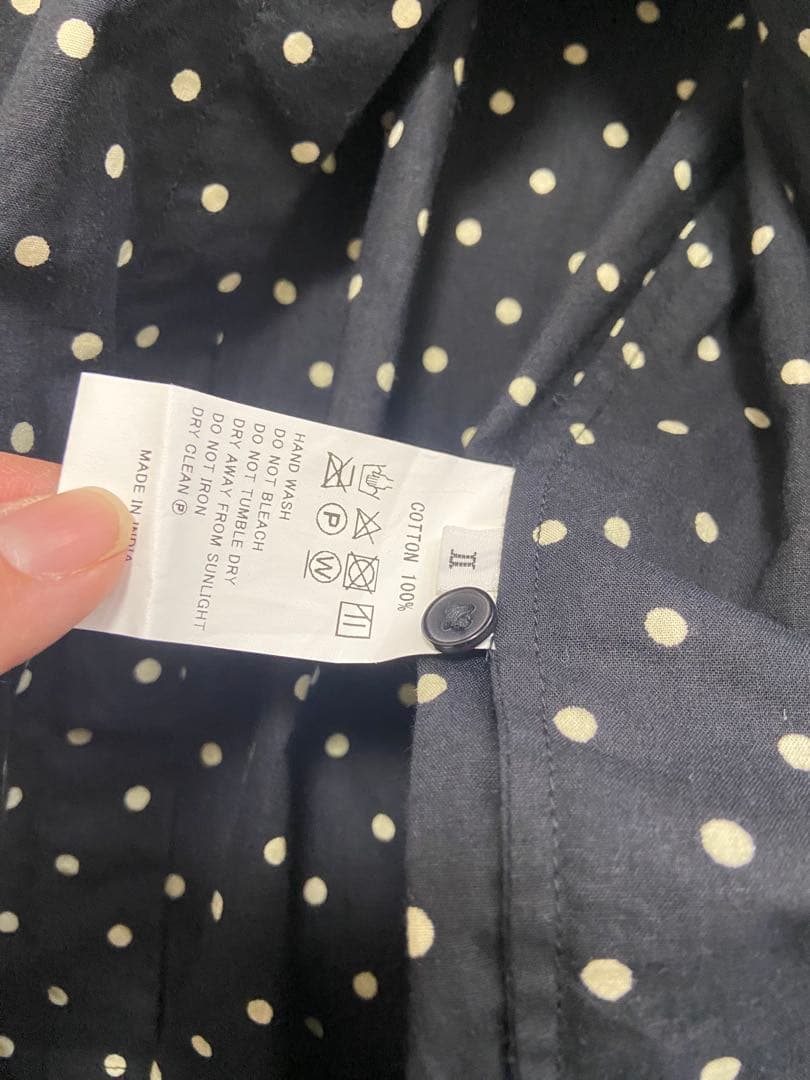 II
COTTON 100%
P W
HAND WASH
DO NOT BLEACH
DO NOT TUMBLE DRY
DRY AWAY FROM SUNLIGHT
DO NOT IRON
DRY CLEAN Ⓟ
MADE IN INDIA